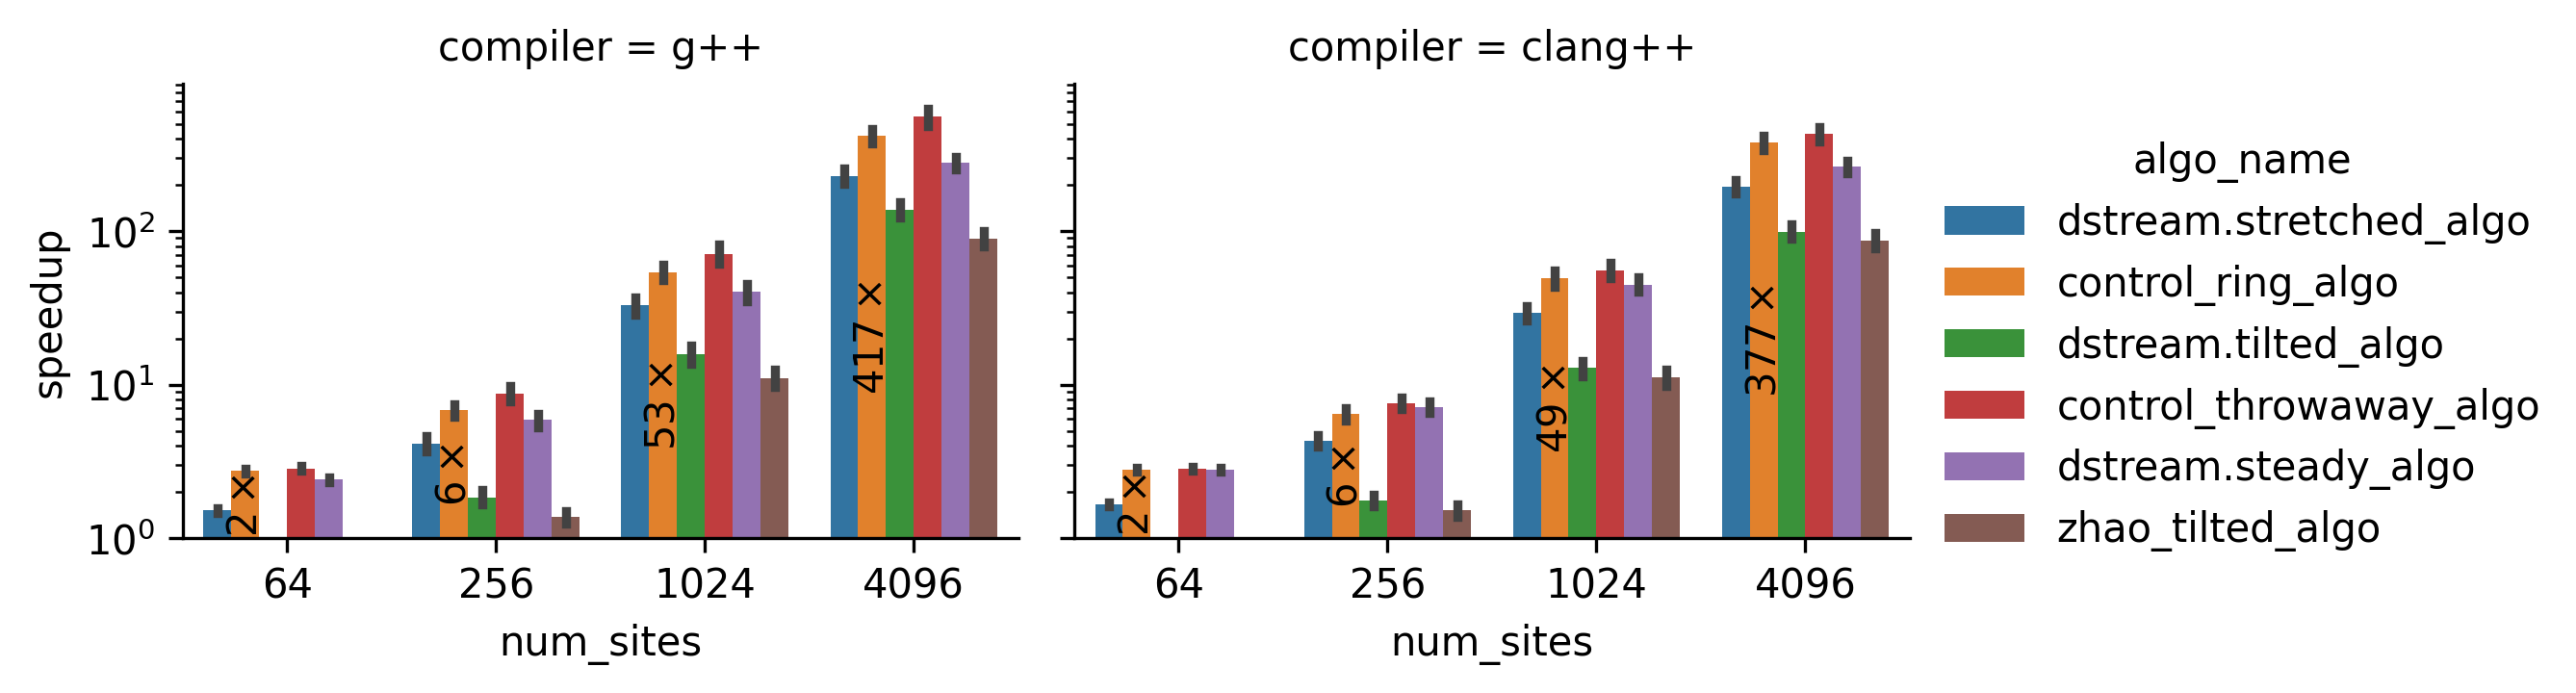 compiler = g++
compiler = clang++
speedup
10²
10¹
10⁰
2×
6×
53×
417×
2×
6×
49×
377×
64
256
1024
4096
64
256
1024
4096
num_sites
num_sites
algo_name
dstream.stretched_algo
control_ring_algo
dstream.tilted_algo
control_throwaway_algo
dstream.steady_algo
zhao_tilted_algo